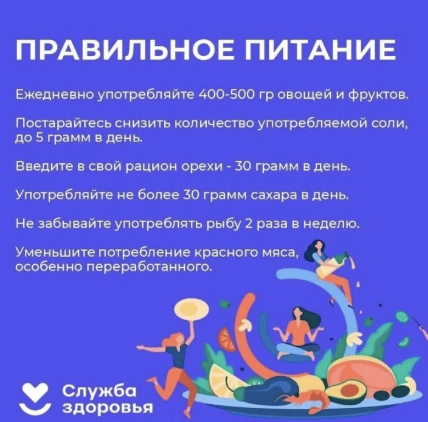 ПРАВИЛЬНОЕ ПИТАНИЕ
Ежедневно употребляйте 400-500 гр овощей и фруктов.
Постарайтесь снизить количество употребляемой соли,
до 5 грамм в день.
Введите в свой рацион орехи - 30 грамм в день.
Употребляйте не более 30 грамм сахара в день.
Не забывайте употреблять рыбу 2 раза в неделю.
Уменьшите потребление красного мяса,
особенно переработанного.
Служба
здоровья